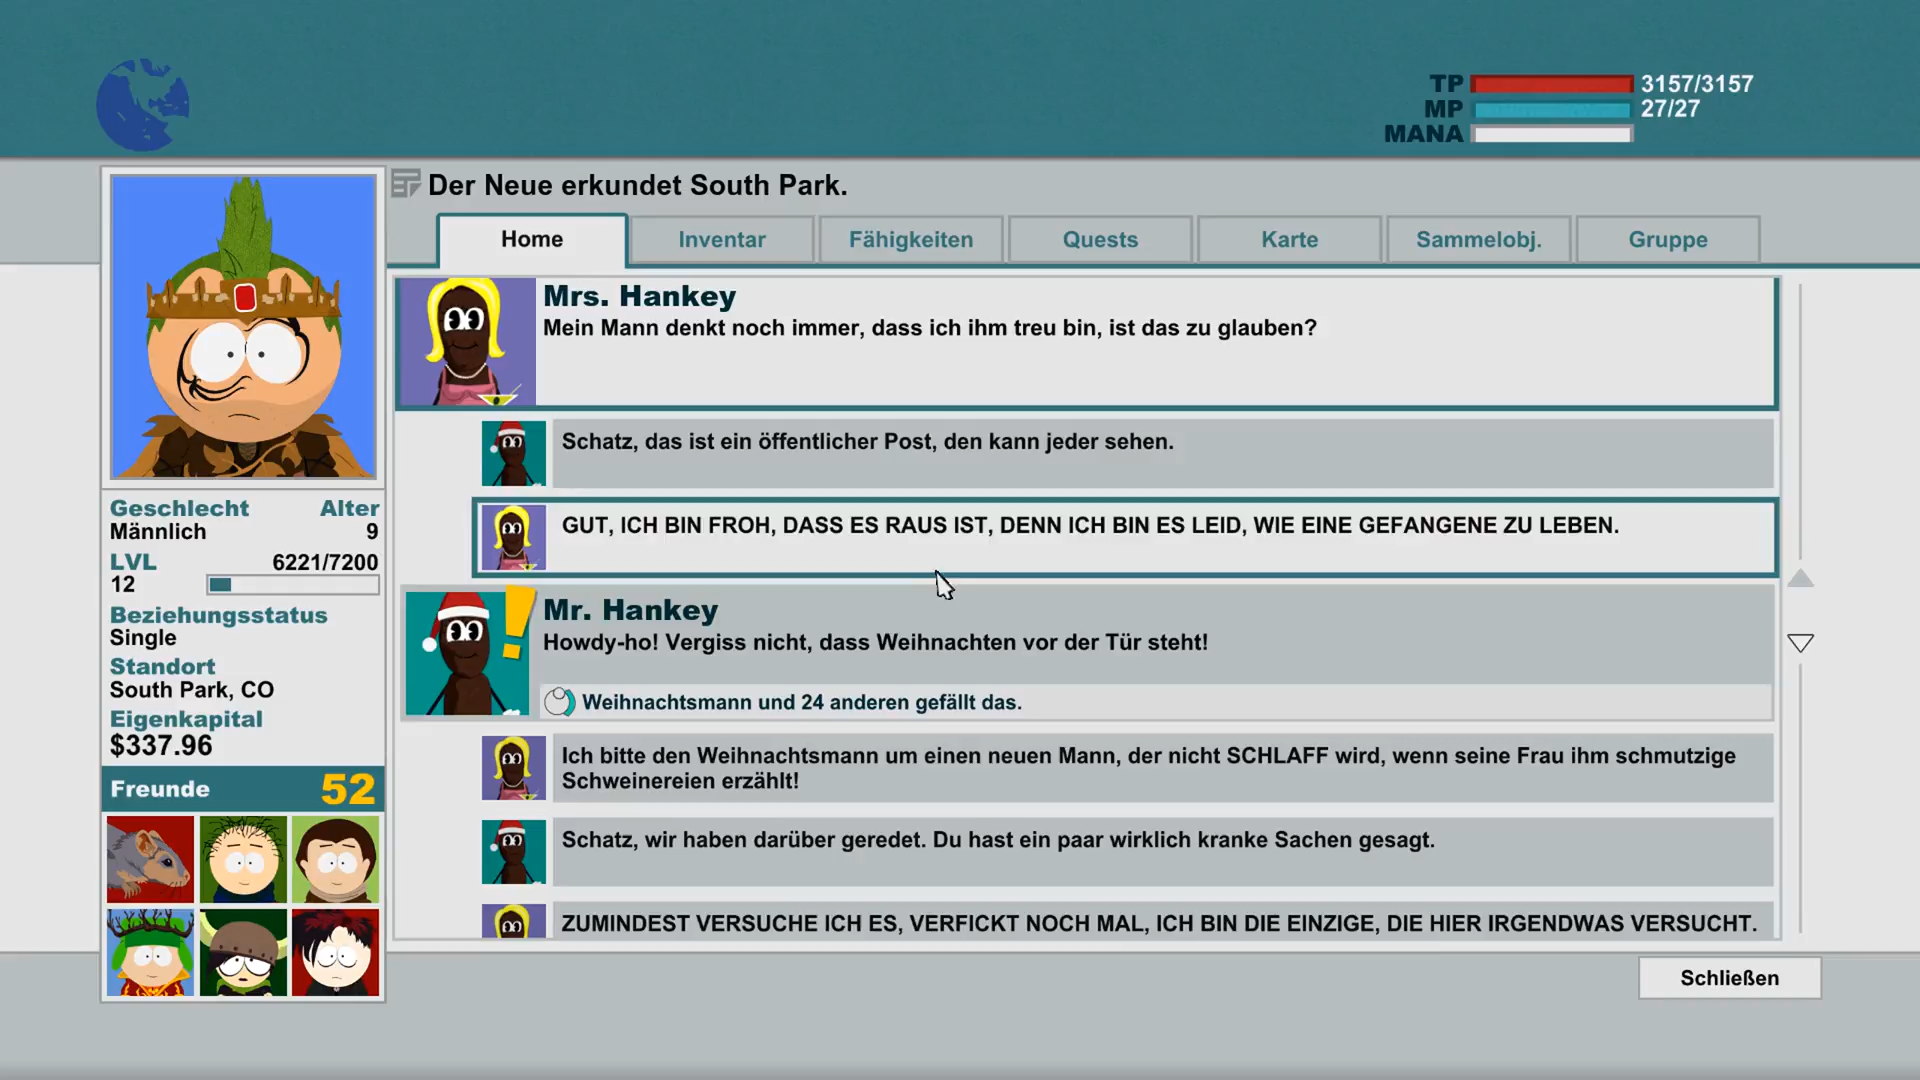 TP 3157/3157
MP 27/27
MANA
Der Neue erkundet South Park.
Home Inventar Fähigkeiten Quests Karte Sammelobj. Gruppe
Geschlecht Alter
Männlich 9
LVL 6221/7200
12
Beziehungsstatus
Single
Standort
South Park, CO
Eigenkapital
$337.96
Freunde 52
Mrs. Hankey
Mein Mann denkt noch immer, dass ich ihm treu bin, ist das zu glauben?
Schatz, das ist ein öffentlicher Post, den kann jeder sehen.
GUT, ICH BIN FROH, DASS ES RAUS IST, DENN ICH BIN ES LEID, WIE EINE GEFANGENE ZU LEBEN.
Mr. Hankey
Howdy-ho! Vergiss nicht, dass Weihnachten vor der Tür steht!
Weihnachtsmann und 24 anderen gefällt das.
Ich bitte den Weihnachtsmann um einen neuen Mann, der nicht SCHLAFF wird, wenn seine Frau ihm schmutzige
Schweinereien erzählt!
Schatz, wir haben darüber geredet. Du hast ein paar wirklich kranke Sachen gesagt.
ZUMINDEST VERSUCHE ICH ES, VERFICKT NOCH MAL, ICH BIN DIE EINZIGE, DIE HIER IRGENDWAS VERSUCHT.
Schließen